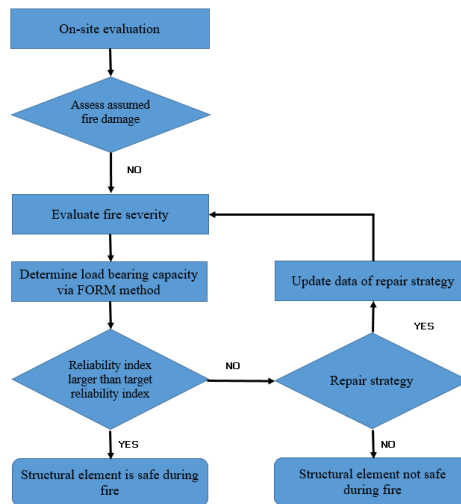 On-site evaluation
Assess assumed
fire damage
NO
Evaluate fire severity
Determine load bearing capacity
via FORM method
Update data of repair strategy
YES
Reliability index
larger than target
reliability index
NO
Repair strategy
YES
NO
Structural element is safe during
fire
Structural element not safe
during fire